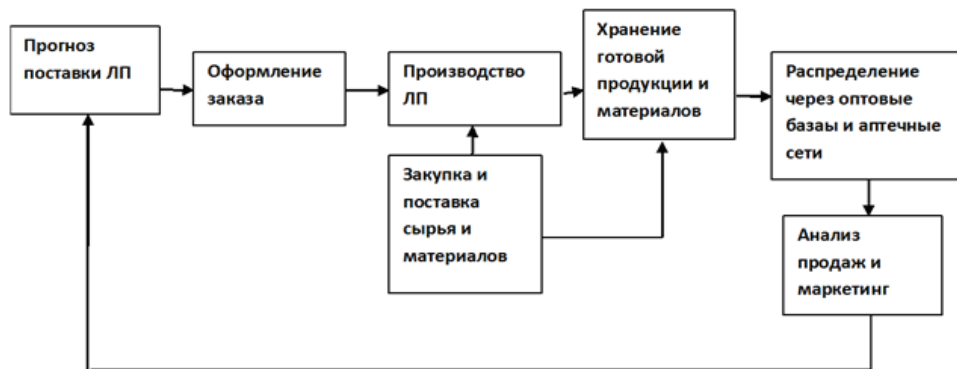 Прогноз
поставки ЛП
Оформление
заказа
Производство
ЛП
Хранение
готовой
продукции и
материалов
Распределение
через оптовые
базаы и аптечные
сети
Закупка и
поставка
сырья и
материалов
Анализ
продаж и
маркетинг